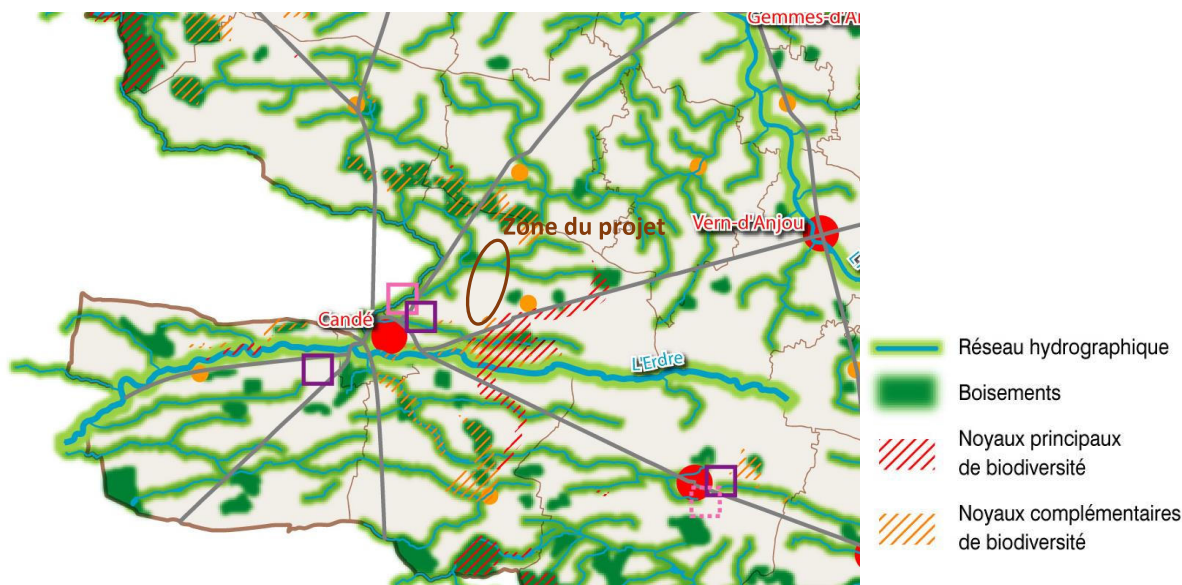 Gemmes-d'A
Zone du projet
Vern-d'Anjou
Candé
L'Erdre
Réseau hydrographique
Boisements
Noyaux principaux
de biodiversité
Noyaux complémentaires
de biodiversité